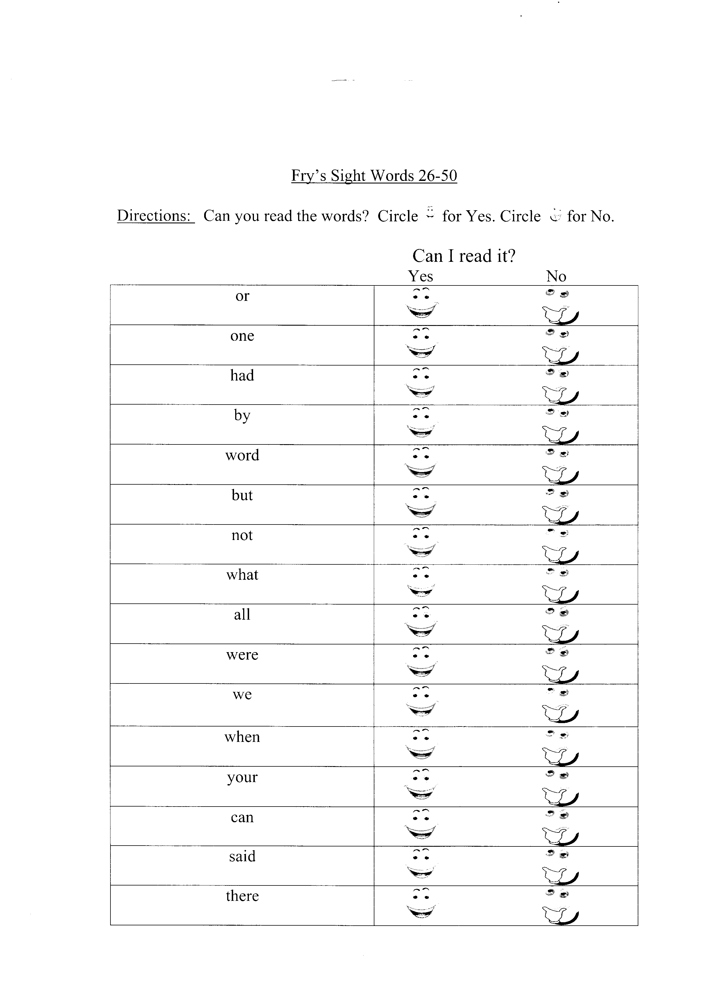 Fry's Sight Words 26-50
Directions: Can you read the words? Circle for Yes. Circle for No.
Can I read it?
Yes No
or
one
had
by
word
but
not
what
all
were
we
when
your
can
said
there